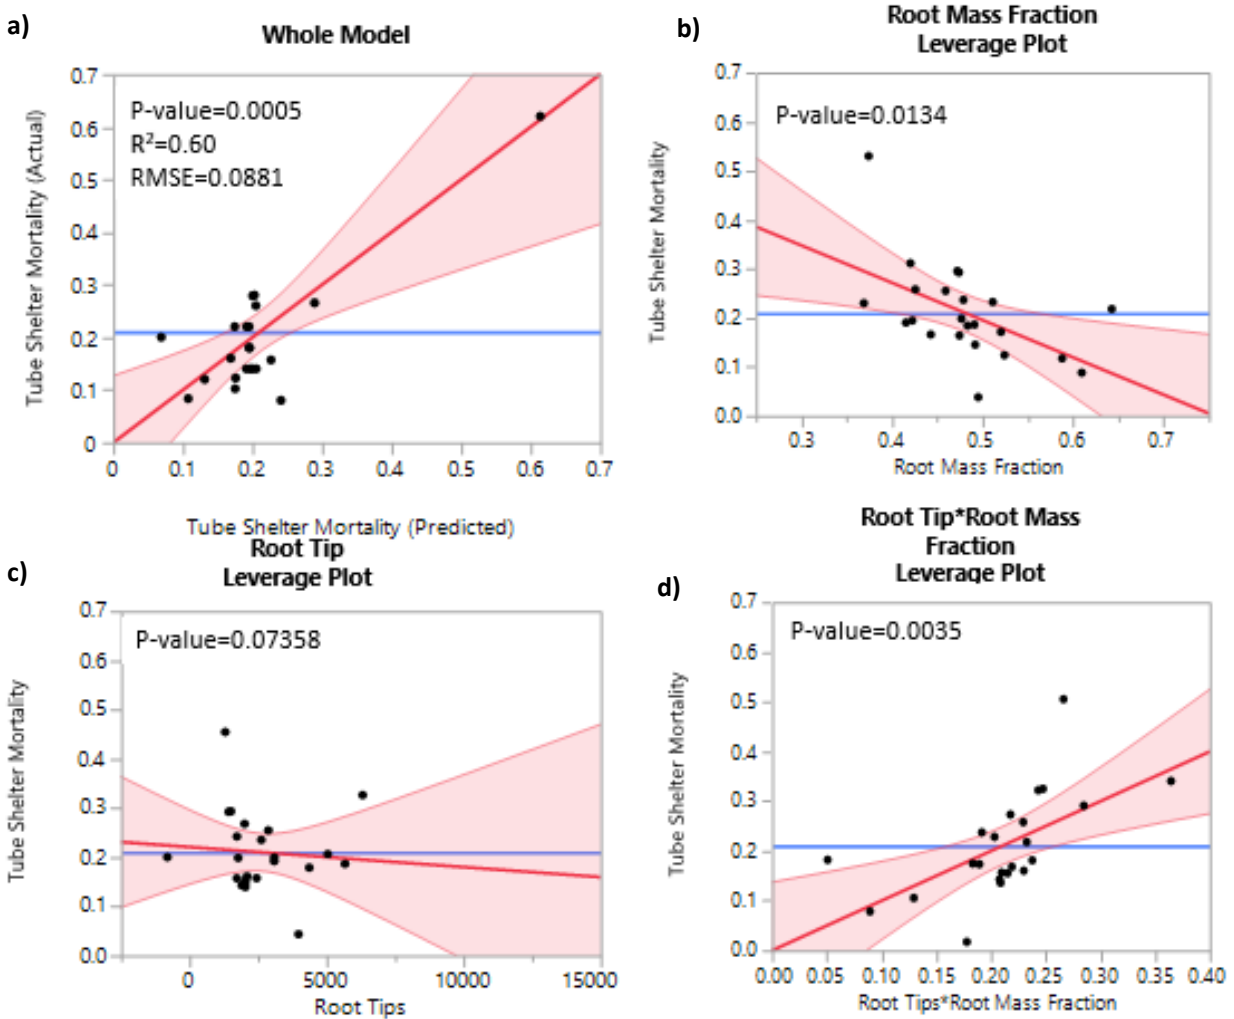 a)
Whole Model
P-value=0.0005
R²=0.60
RMSE=0.0881
Tube Shelter Mortality (Actual)
0.7
0.6
0.5
0.4
0.3
0.2
0.1
0
0 0.1 0.2 0.3 0.4 0.5 0.6 0.7
Tube Shelter Mortality (Predicted)
b)
Root Mass Fraction
Leverage Plot
P-value=0.0134
Tube Shelter Mortality
0.7
0.6
0.5
0.4
0.3
0.2
0.1
0.0
0.3 0.4 0.5 0.6 0.7
Root Mass Fraction
c)
Root Tip
Leverage Plot
P-value=0.07358
Tube Shelter Mortality
0.7
0.6
0.5
0.4
0.3
0.2
0.1
0.0
0 5000 10000 15000
Root Tips
d)
Root Tip*Root Mass
Fraction
Leverage Plot
P-value=0.0035
Tube Shelter Mortality
0.7
0.6
0.5
0.4
0.3
0.2
0.1
0.0
0.00 0.05 0.10 0.15 0.20 0.25 0.30 0.35 0.40
Root Tips*Root Mass Fraction